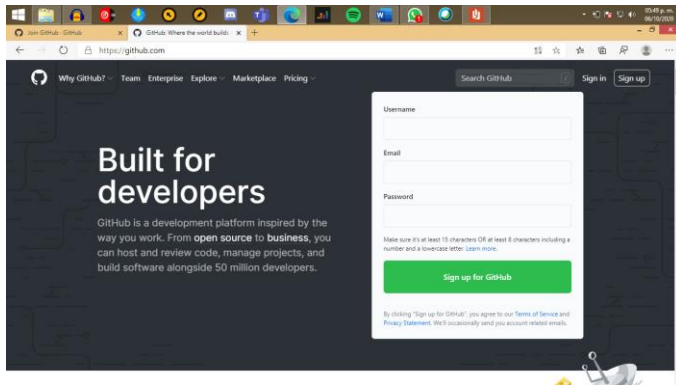 05:49 p. m.
06/10/2020
Join GitHub · GitHub
GitHub: Where the world builds
https://github.com
Why GitHub?
Team
Enterprise
Explore
Marketplace
Pricing
Search GitHub
/
Sign in
Sign up
Built for
developers
GitHub is a development platform inspired by the
way you work. From open source to business, you
can host and review code, manage projects, and
build software alongside 50 million developers.
Username
Email
Password
Make sure it's at least 15 characters OR at least 8 characters including a
number and a lowercase letter. Learn more.
Sign up for GitHub
By clicking "Sign up for GitHub", you agree to our Terms of Service and
Privacy Statement. We'll occasionally send you account related emails.